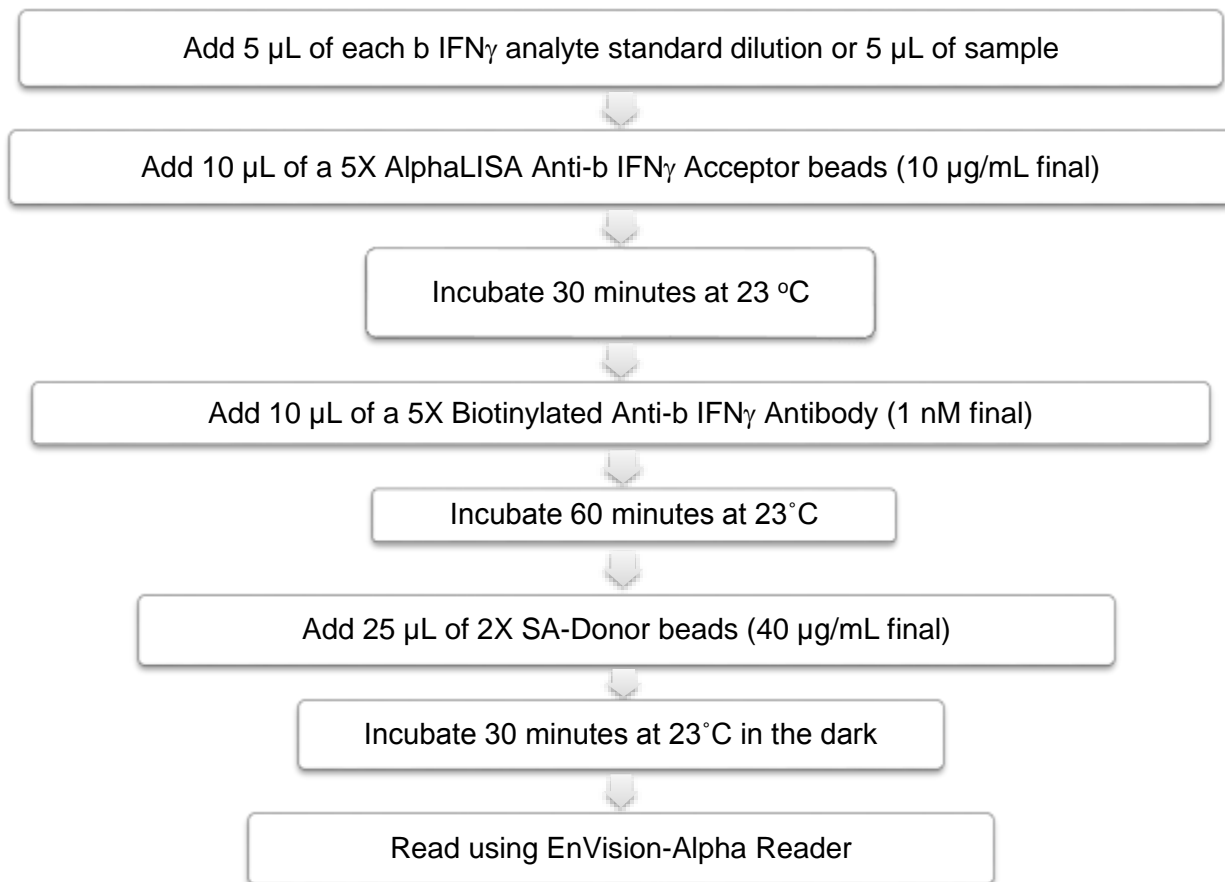 Add 5 µL of each b IFNγ analyte standard dilution or 5 µL of sample
Add 10 µL of a 5X AlphaLISA Anti-b IFNγ Acceptor beads (10 µg/mL final)
Incubate 30 minutes at 23 ºC
Add 10 µL of a 5X Biotinylated Anti-b IFNγ Antibody (1 nM final)
Incubate 60 minutes at 23˚C
Add 25 µL of 2X SA-Donor beads (40 µg/mL final)
Incubate 30 minutes at 23˚C in the dark
Read using EnVision-Alpha Reader